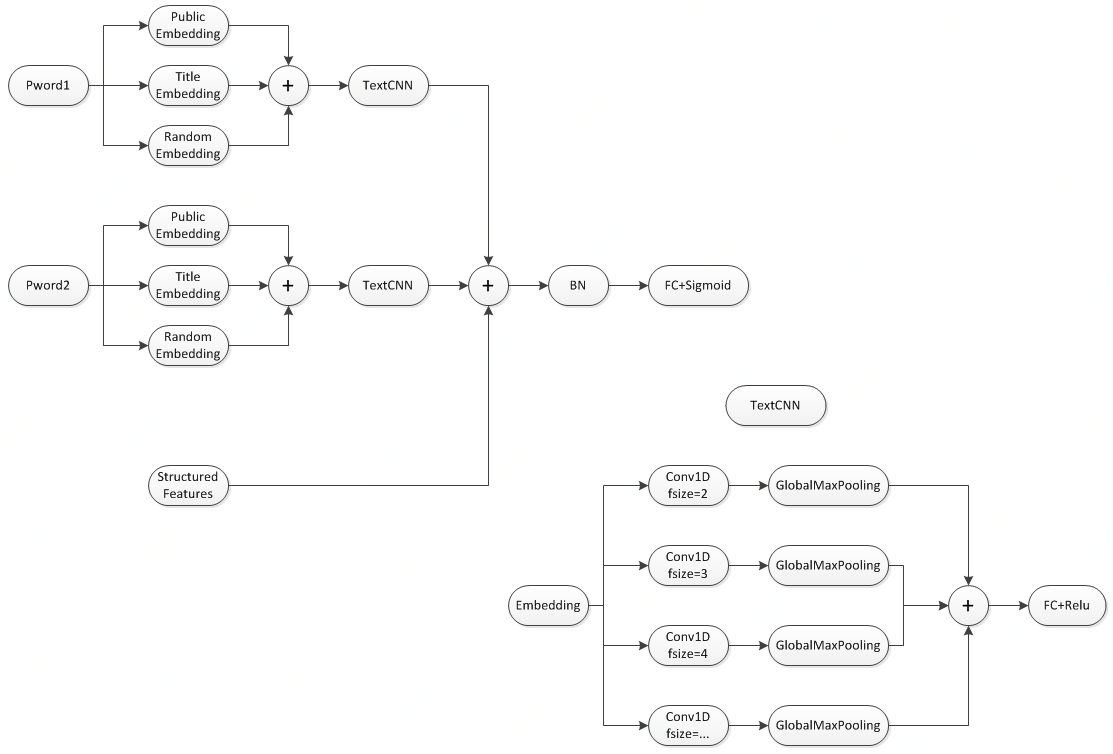 Public
Embedding
Pword1
Title
Embedding
+
TextCNN
Random
Embedding
Public
Embedding
Pword2
Title
Embedding
+
TextCNN
+
BN
FC+Sigmoid
Random
Embedding
Structured
Features
TextCNN
Conv1D
fsize=2
GlobalMaxPooling
Conv1D
fsize=3
GlobalMaxPooling
Embedding
+
FC+Relu
Conv1D
fsize=4
GlobalMaxPooling
Conv1D
fsize=...
GlobalMaxPooling